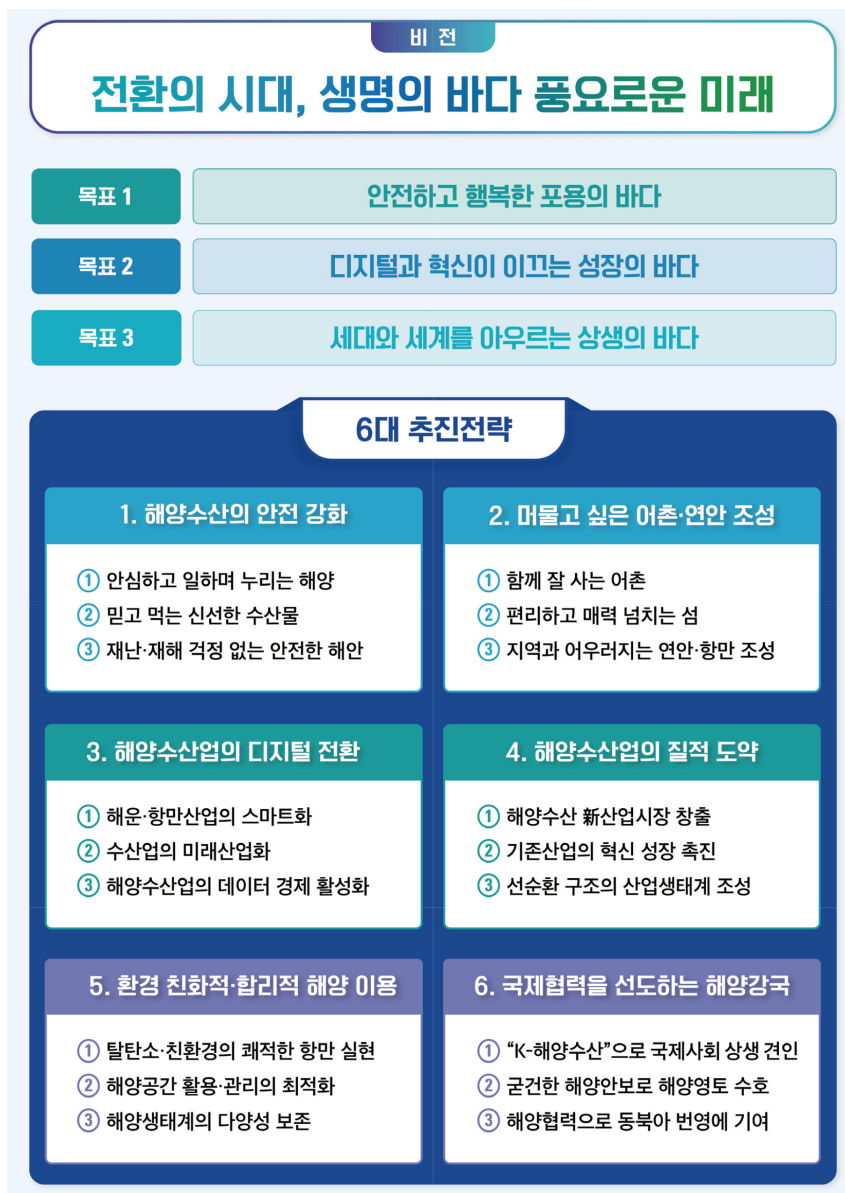 비 전
전환의 시대, 생명의 바다 풍요로운 미래
목표 1
안전하고 행복한 포용의 바다
목표 2
디지털과 혁신이 이끄는 성장의 바다
목표 3
세대와 세계를 아우르는 상생의 바다
6대 추진전략
1. 해양수산의 안전 강화
① 안심하고 일하며 누리는 해양
② 믿고 먹는 신선한 수산물
③ 재난·재해 걱정 없는 안전한 해안
2. 머물고 싶은 어촌·연안 조성
① 함께 잘 사는 어촌
② 편리하고 매력 넘치는 섬
③ 지역과 어우러지는 연안·항만 조성
3. 해양수산업의 디지털 전환
① 해운·항만산업의 스마트화
② 수산업의 미래산업화
③ 해양수산업의 데이터 경제 활성화
4. 해양수산업의 질적 도약
① 해양수산 新산업시장 창출
② 기존산업의 혁신 성장 촉진
③ 선순환 구조의 산업생태계 조성
5. 환경 친화적·합리적 해양 이용
① 탈탄소·친환경의 쾌적한 항만 실현
② 해양공간 활용·관리의 최적화
③ 해양생태계의 다양성 보존
6. 국제협력을 선도하는 해양강국
① “K-해양수산”으로 국제사회 상생 견인
② 굳건한 해양안보로 해양영토 수호
③ 해양협력으로 동북아 번영에 기여